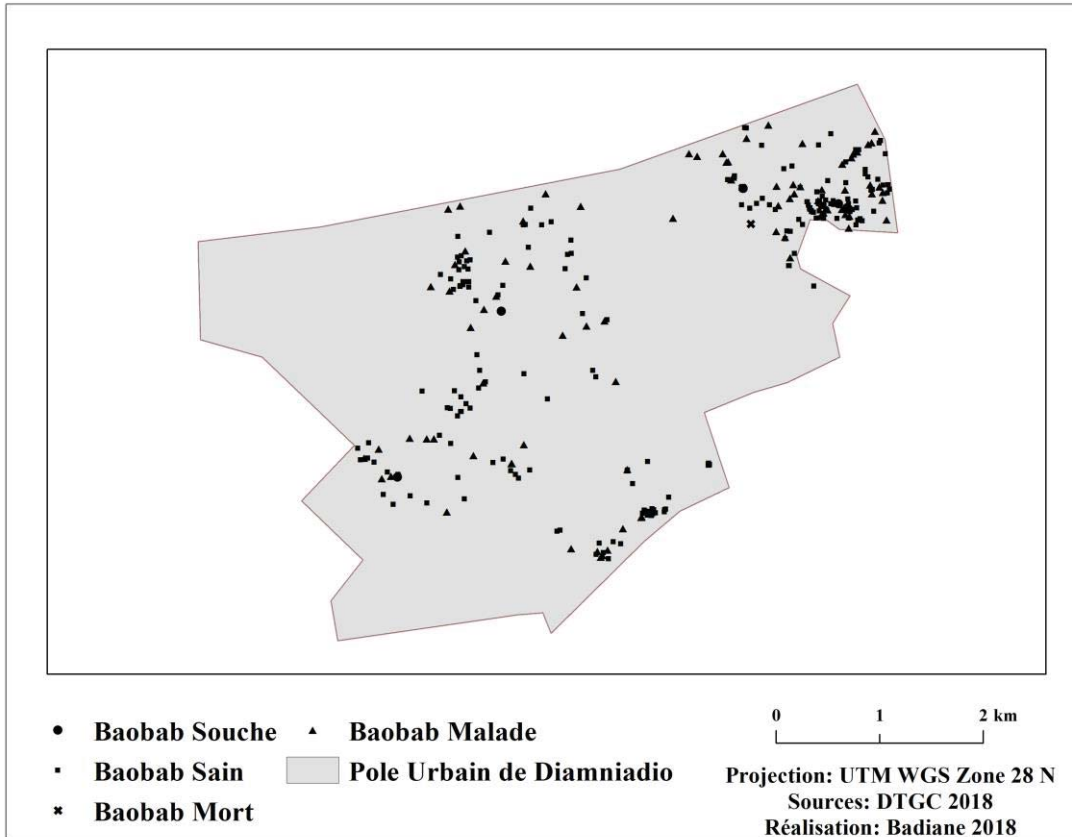 Baobab Souche
Baobab Malade
Baobab Sain
Pole Urbain de Diamniadio
Baobab Mort
0 1 2 km
Projection: UTM WGS Zone 28 N
Sources: DTGC 2018
Réalisation: Badiane 2018